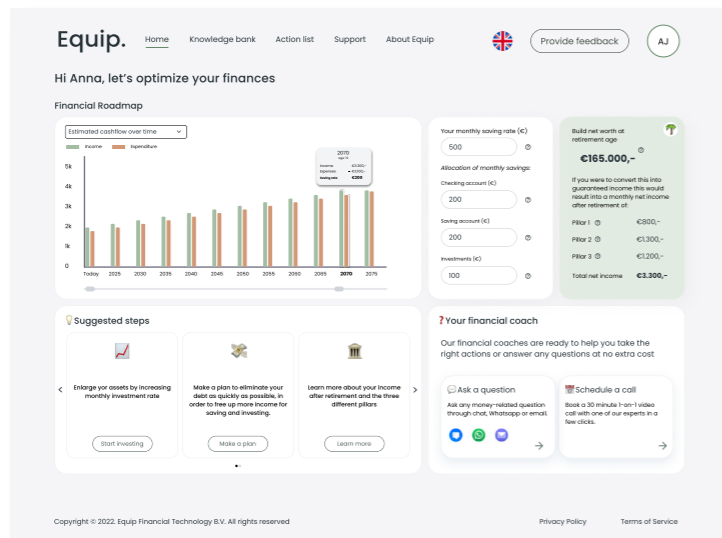 Equip.
Home
Knowledge bank
Action list
Support
About Equip
Provide feedback
AJ
Hi Anna, let's optimize your finances
Financial Roadmap
Estimated cashflow over time
Income
Expenditure
5k
4k
3k
2k
1k
0
2070
age 75
Income
€3.300,-
Expenses
Saving rate
€200
Today
2025
2030
2035
2045
2050
2055
2070
2075
Your monthly saving rate (€)
500
Allocation of monthly savings:
Checking account (€)
200
Saving account (€)
200
Investments (€)
100
Build net worth at
retirement age
€165.000,-
If you were to convert this into
guaranteed income this would
result into a monthly net income
after retirement of:
Pillar 1
€800,-
Pillar 2
€1.300,-
Pillar 3
€1.200,-
Total net income
€3.300,-
Suggested steps
Enlarge yor assets by increasing
monthly investment rate
Start investing
Make a plan to eliminate your
debt as quickly as possible, in
order to free up more income for
saving and investing.
Make a plan
Learn more about your income
after retirement and the three
different pillars
Learn more
Your financial coach
Our financial coaches are ready to help you take the
right actions or answer any questions at no extra cost
Ask a question
Ask any money-related question
through chat, Whatsapp or email.
Schedule a call
Book a 30 minute 1-on-1 video
call with one of our experts in a
few clicks.
Copyright © 2022. Equip Financial Technology B.V. All rights reserved
Privacy Policy
Terms of Service